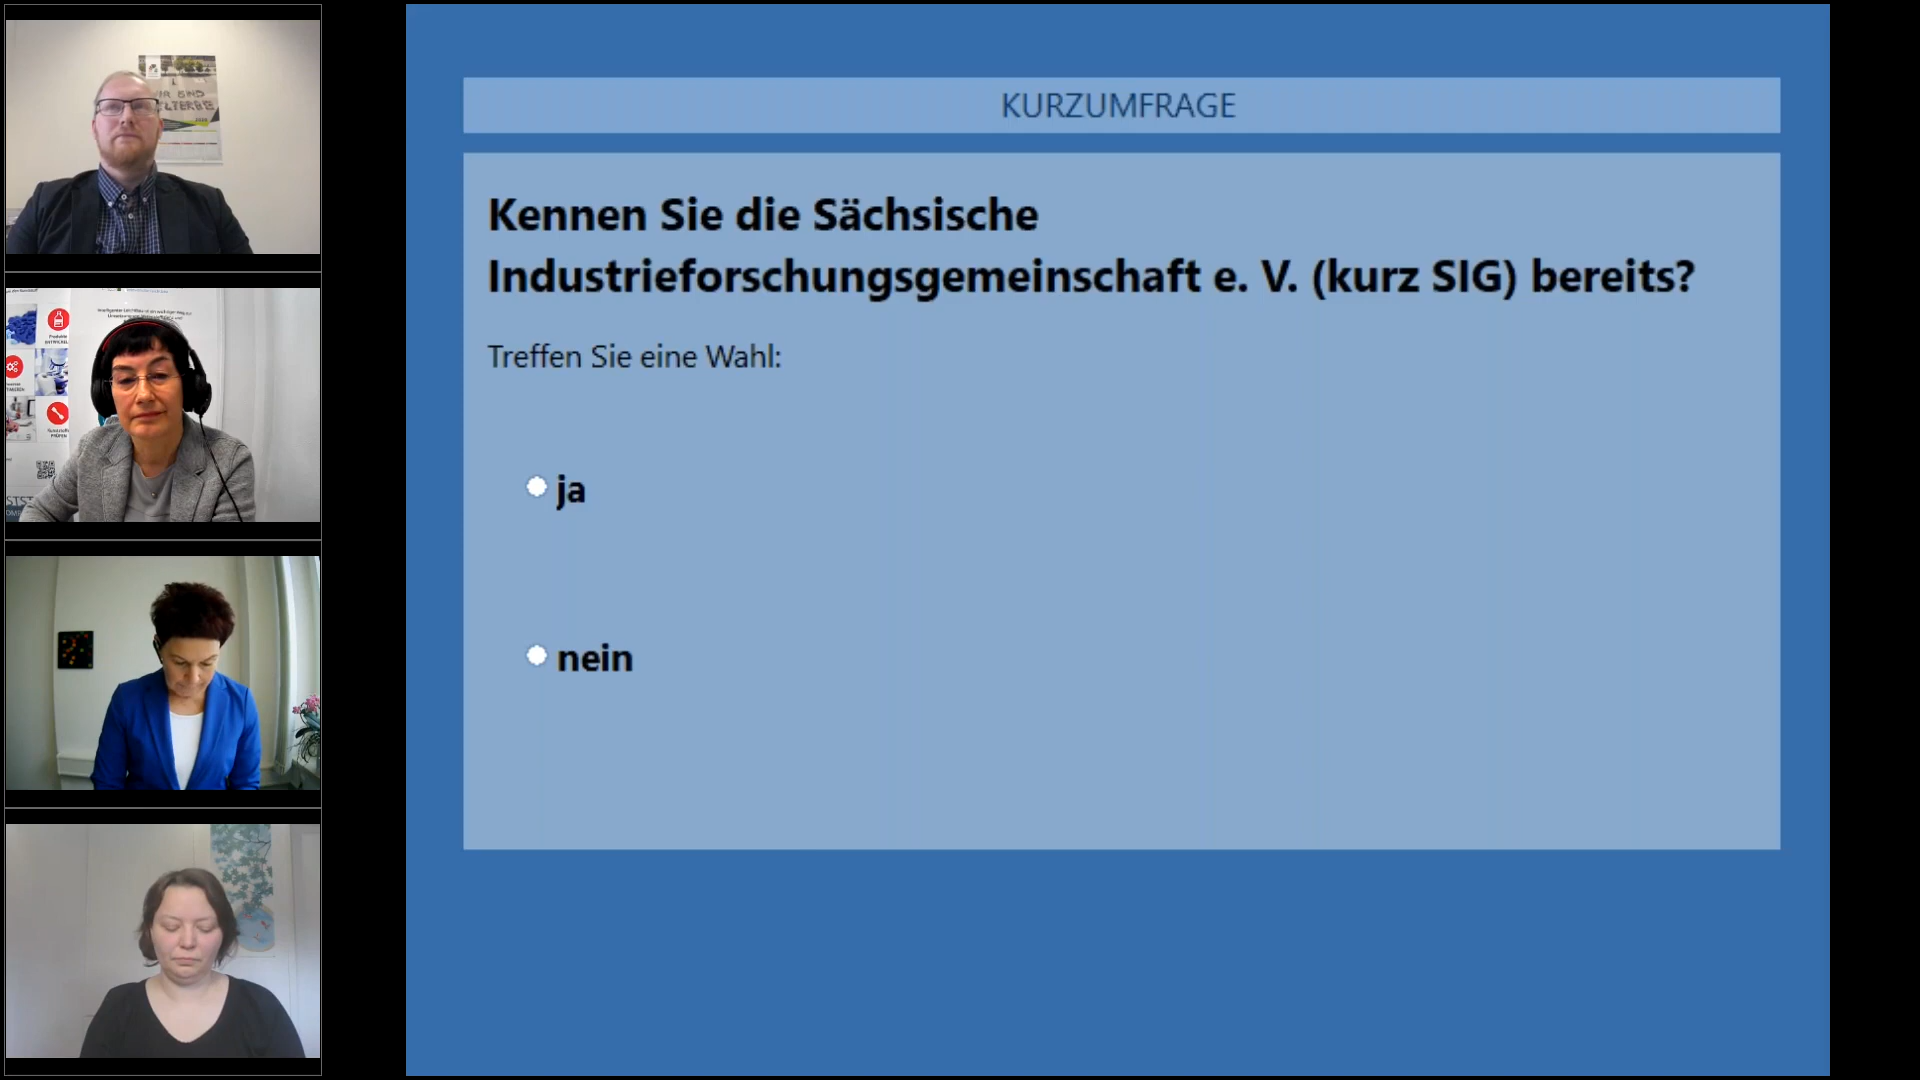 KURZUMFRAGE
Kennen Sie die Sächsische
Industrieforschungsgemeinschaft e. V. (kurz SIG) bereits?
Treffen Sie eine Wahl:
ja
nein